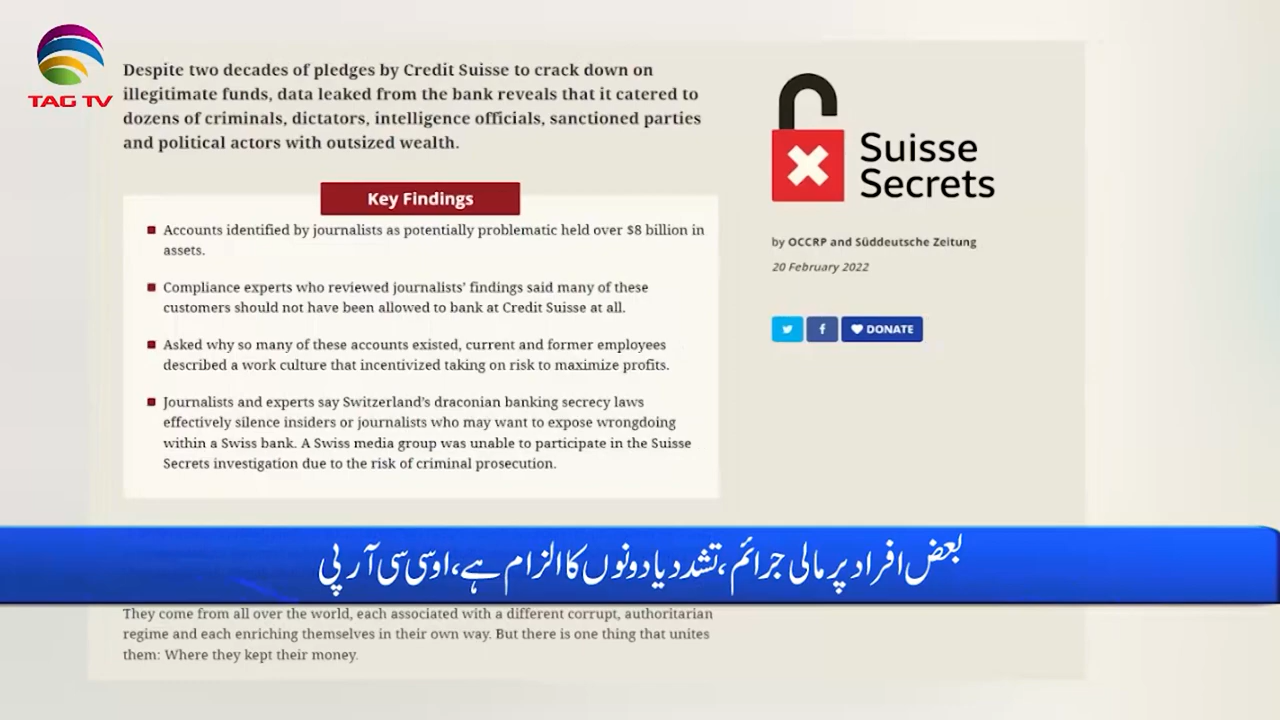 TAG TV
Despite two decades of pledges by Credit Suisse to crack down on
illegitimate funds, data leaked from the bank reveals that it catered to
dozens of criminals, dictators, intelligence officials, sanctioned parties
and political actors with outsized wealth.
Key Findings
Accounts identified by journalists as potentially problematic held over $8 billion in
assets.
Compliance experts who reviewed journalists’ findings said many of these
customers should not have been allowed to bank at Credit Suisse at all.
Asked why so many of these accounts existed, current and former employees
described a work culture that incentivized taking on risk to maximize profits.
Journalists and experts say Switzerland’s draconian banking secrecy laws
effectively silence insiders or journalists who may want to expose wrongdoing
within a Swiss bank. A Swiss media group was unable to participate in the Suisse
Secrets investigation due to the risk of criminal prosecution.
Suisse
Secrets
by OCCRP and Süddeutsche Zeitung
20 February 2022
DONATE
بعض افراد پر مالی جرائم، تشدد یا دونوں کا الزام ہے، او سی سی آر پی
They come from all over the world, each associated with a different corrupt, authoritarian
regime and each enriching themselves in their own way. But there is one thing that unites
them: Where they kept their money.